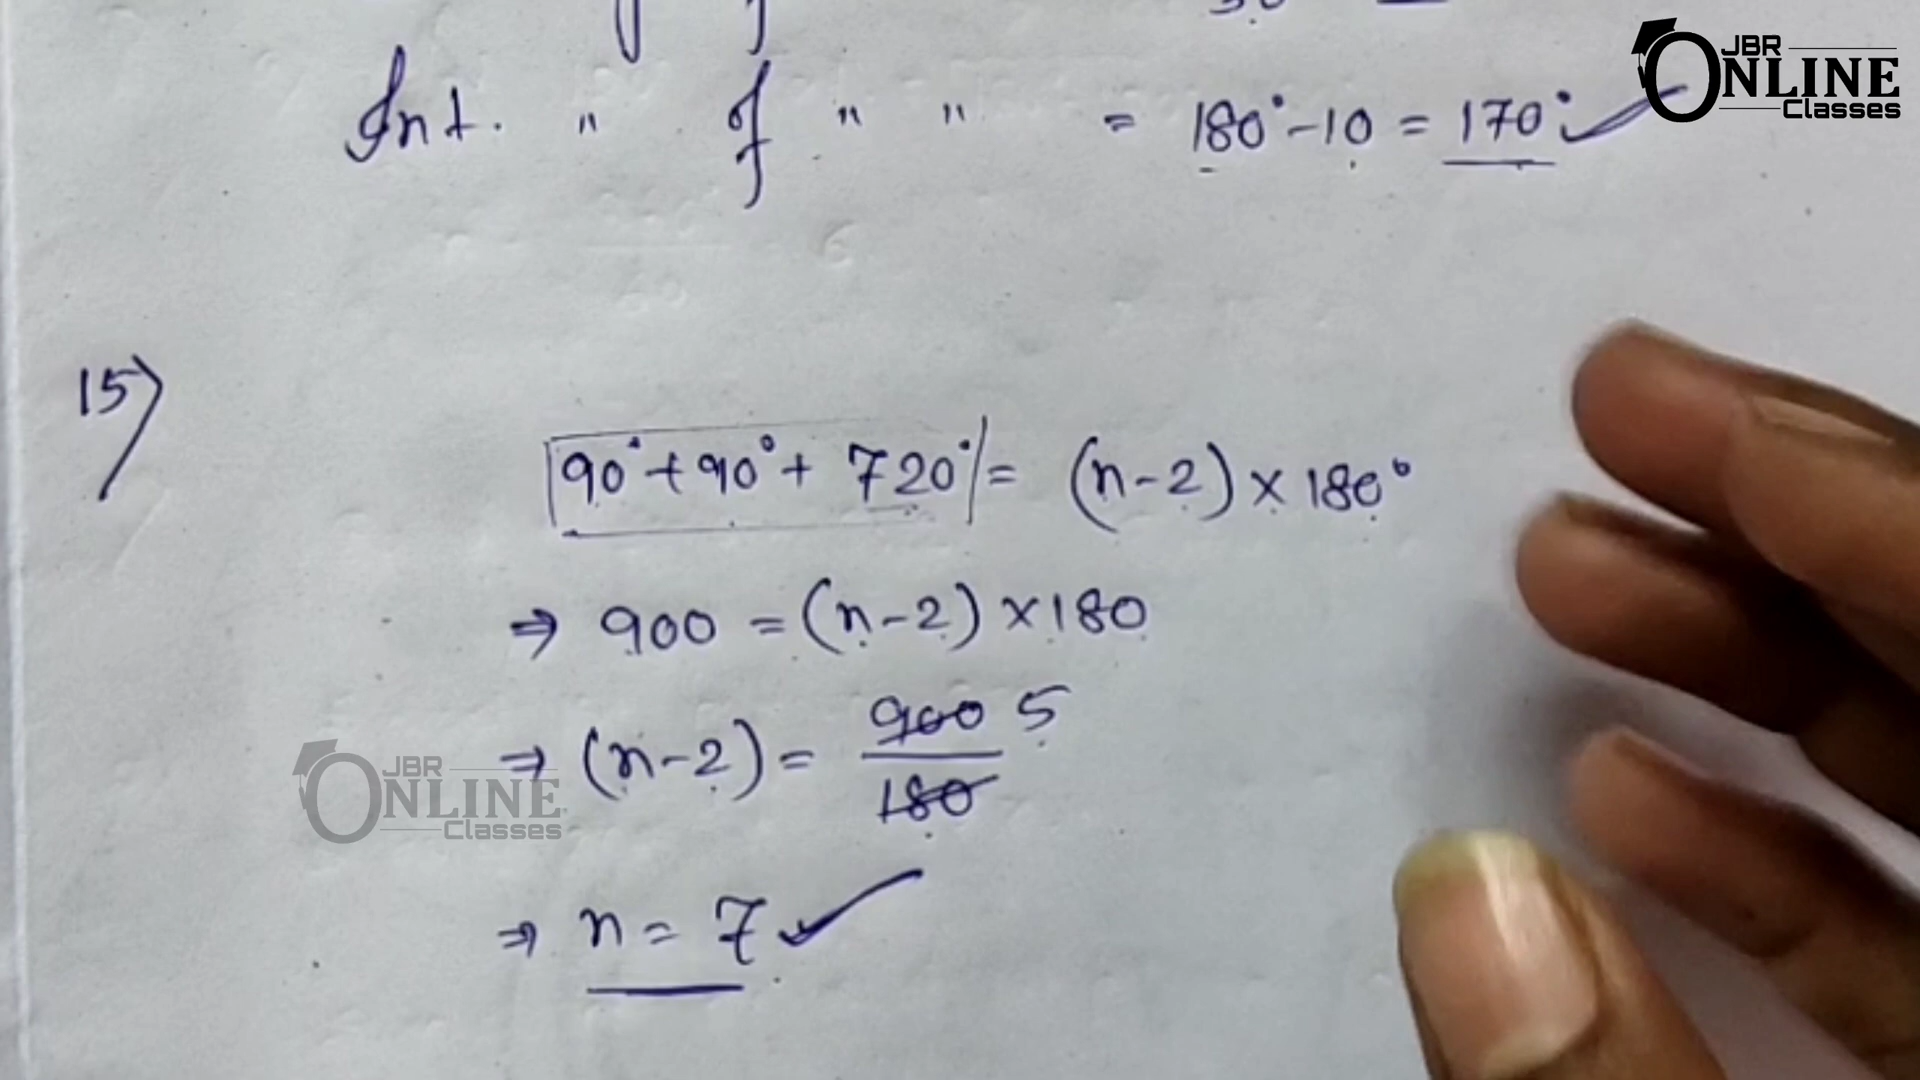 JBR
ONLINE
Classes
Int. " of " " = 180° - 10 = 170°
15)
90° + 90° + 720° = (n-2) × 180°
⇒ 900 = (n-2) × 180
⇒ (n-2) = 900/180 5
JBR
ONLINE
Classes
⇒ n = 7 ✓